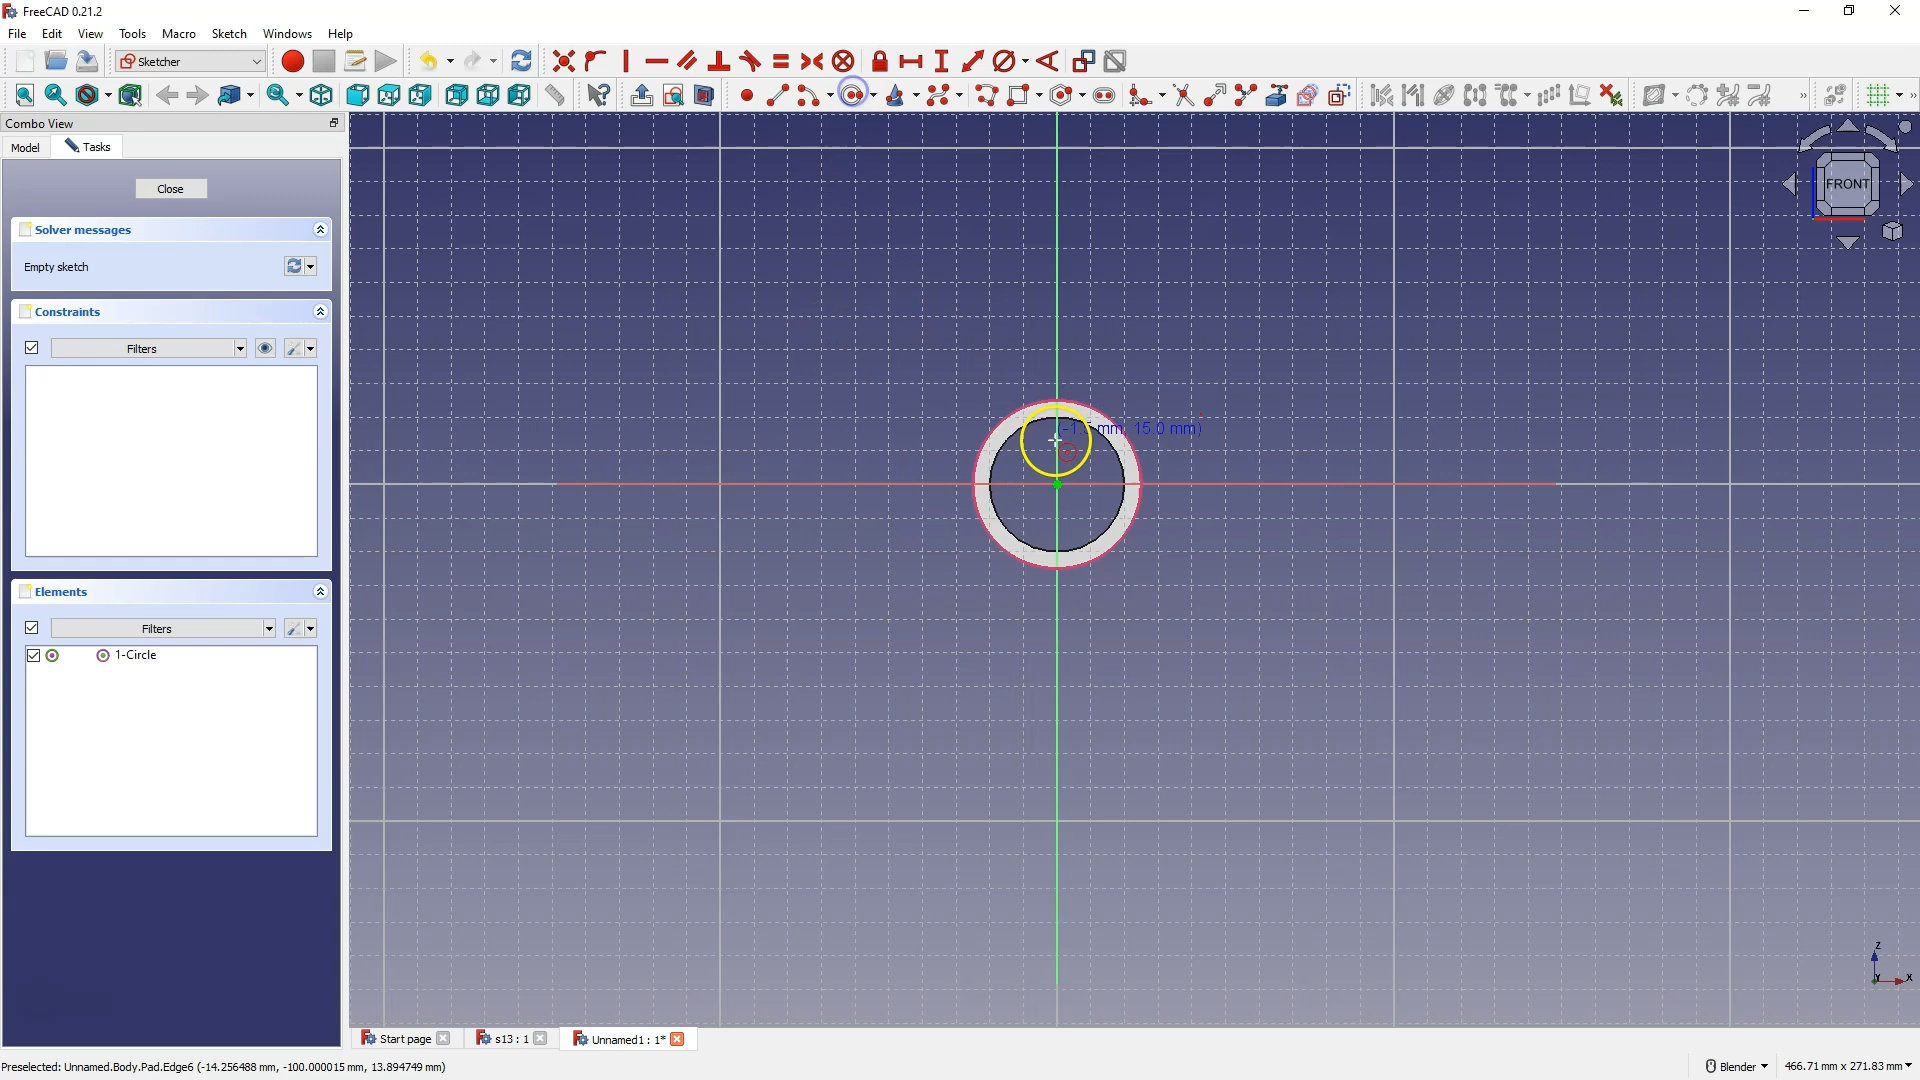 FreeCAD 0.21.2
File Edit View Tools Macro Sketch Windows Help
Sketcher
Combo View
Model Tasks
Close
Solver messages
Empty sketch
Constraints
Filters
Elements
Filters
1-Circle
FRONT
15.0 mm)
Z
Y X
Start page s13 : 1 Unnamed1 : 1*
Preselected: Unnamed.Body.Pad.Edge6 (-14.256488 mm, -100.000015 mm, 13.894749 mm) Blender 466.71 mm x 271.83 mm